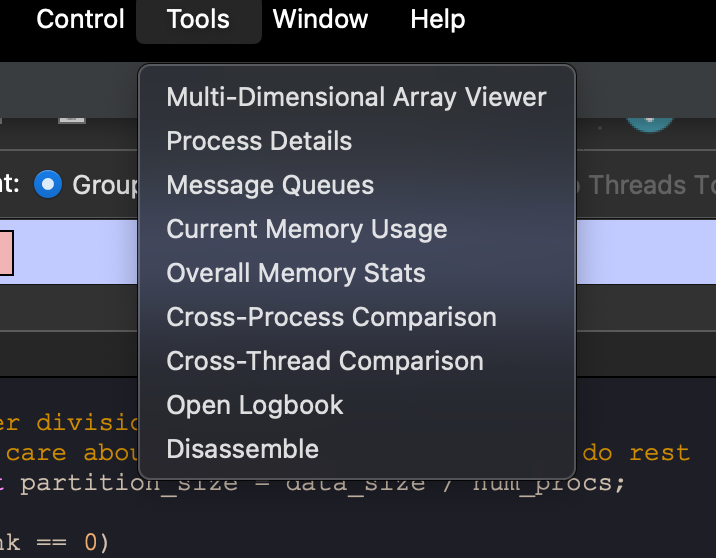 Control Tools Window Help
Multi-Dimensional Array Viewer
Process Details
t: Group Threads To
Message Queues
Current Memory Usage
Overall Memory Stats
Cross-Process Comparison
Cross-Thread Comparison
Open Logbook
er divisio
Disassemble
care abou do rest
partition_size = data_size / num_procs;
nk == 0)